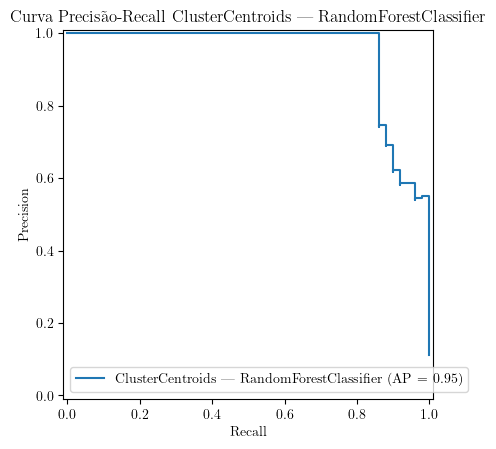 Curva Precisão-Recall ClusterCentroids — RandomForestClassifier
1.0
0.8
0.6
0.4
0.2
0.0
Precision
ClusterCentroids — RandomForestClassifier (AP = 0.95)
0.0 0.2 0.4 0.6 0.8 1.0
Recall